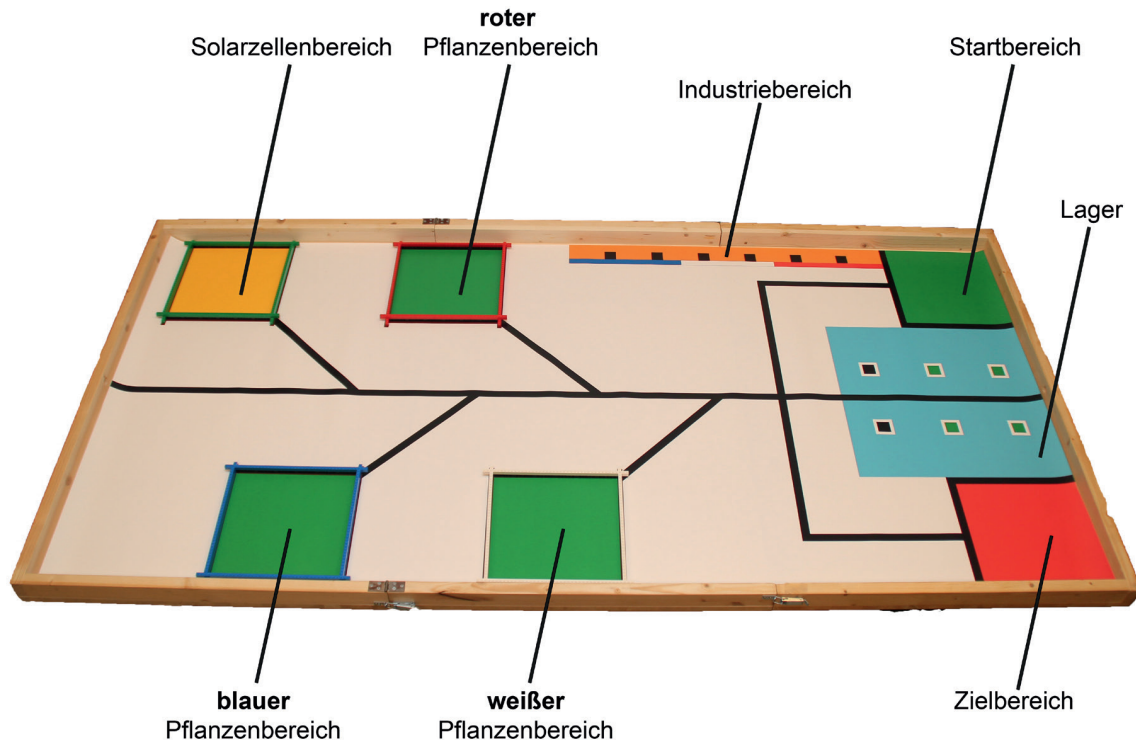 roter
Solarzellenbereich
Pflanzenbereich
Startbereich
Industriebereich
Lager
blauer
Pflanzenbereich
weißer
Pflanzenbereich
Zielbereich